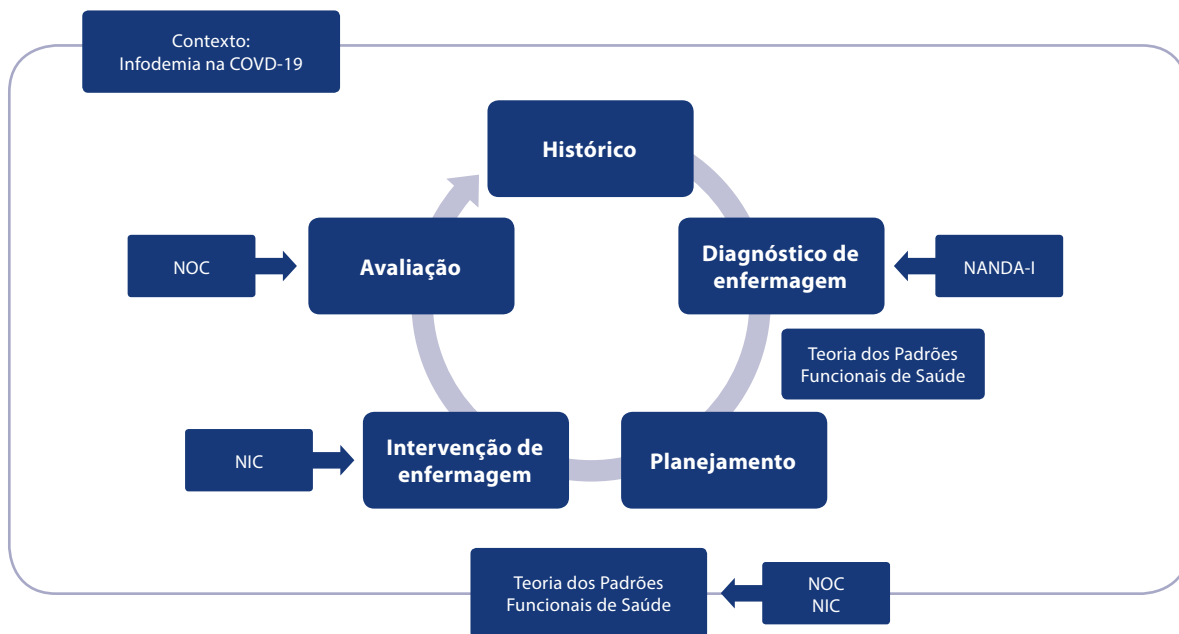 Contexto:
Infodemia na COVD-19
Histórico
NOC
Avaliação
Diagnóstico de
enfermagem
NANDA-I
Teoria dos Padrões
Funcionais de Saúde
NIC
Intervenção de
enfermagem
Planejamento
Teoria dos Padrões
Funcionais de Saúde
NOC
NIC